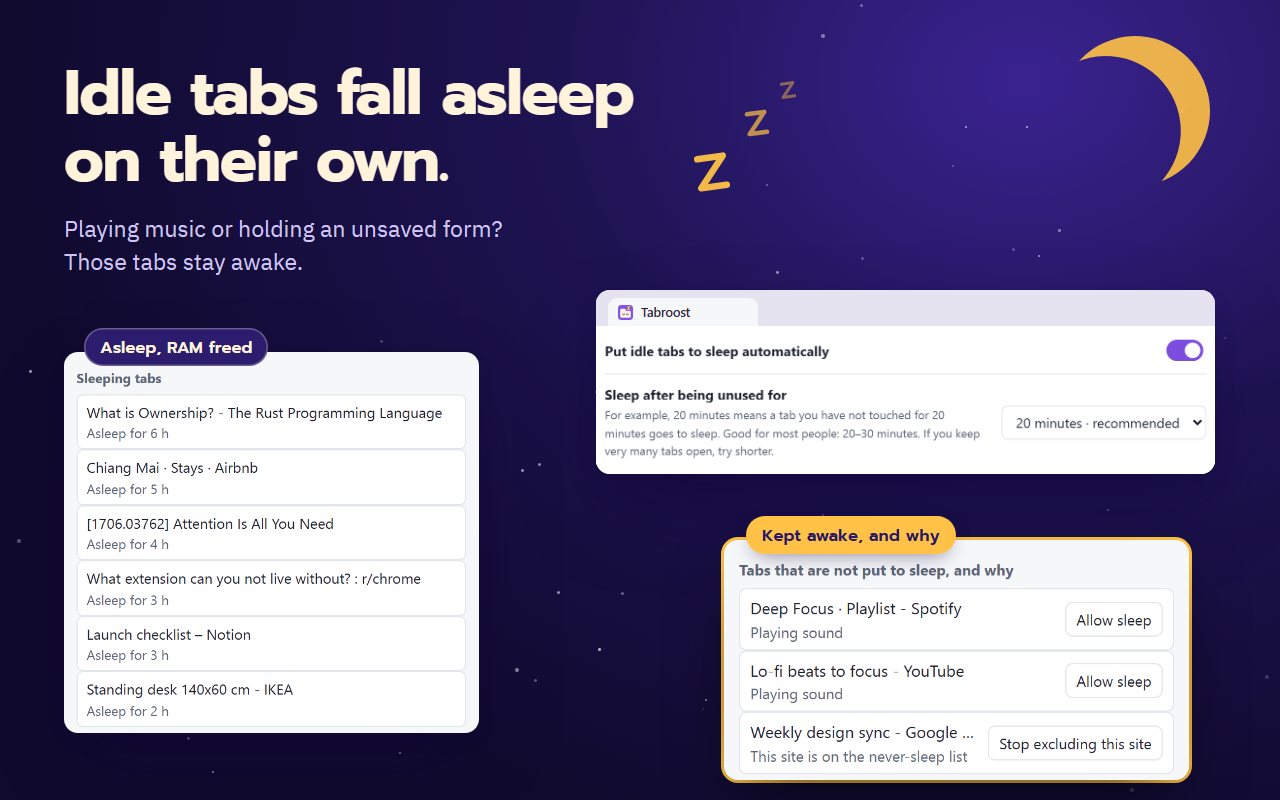 Idle tabs fall asleep
on their own.
Z
Z
Z
Playing music or holding an unsaved form?
Those tabs stay awake.
Asleep, RAM freed
Sleeping tabs
What is Ownership? - The Rust Programming Language
Asleep for 6 h
Chiang Mai · Stays · Airbnb
Asleep for 5 h
[1706.03762] Attention Is All You Need
Asleep for 4 h
What extension can you not live without? : r/chrome
Asleep for 3 h
Launch checklist – Notion
Asleep for 3 h
Standing desk 140x60 cm - IKEA
Asleep for 2 h
Tabroost
Put idle tabs to sleep automatically
Sleep after being unused for
For example, 20 minutes means a tab you have not touched for 20
minutes goes to sleep. Good for most people: 20–30 minutes. If you keep
very many tabs open, try shorter.
20 minutes · recommended
Kept awake, and why
Tabs that are not put to sleep, and why
Deep Focus · Playlist - Spotify
Playing sound
Allow sleep
Lo-fi beats to focus - YouTube
Playing sound
Allow sleep
Weekly design sync - Google ...
This site is on the never-sleep list
Stop excluding this site